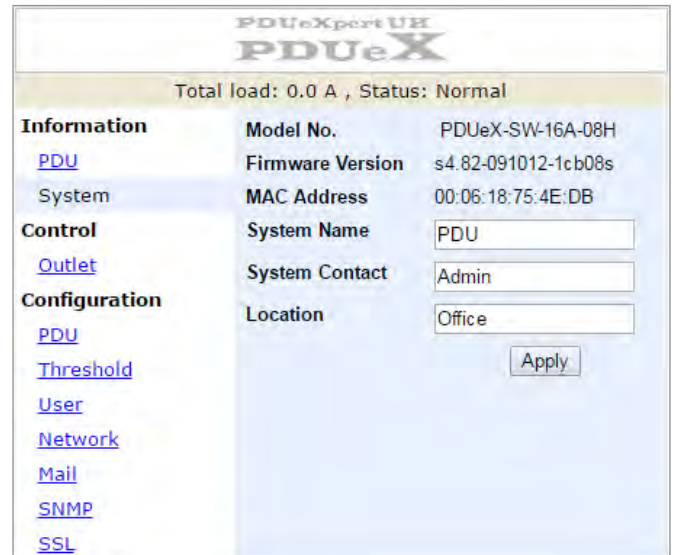 PDUeXpert UH
PDUeX
Total load: 0.0 A , Status: Normal
Information
PDU
System
Control
Outlet
Configuration
PDU
Threshold
User
Network
Mail
SNMP
SSL
Model No. PDUeX-SW-16A-08H
Firmware Version s4.82-091012-1cb08s
MAC Address 00:06:18:75:4E:DB
System Name PDU
System Contact Admin
Location Office
Apply